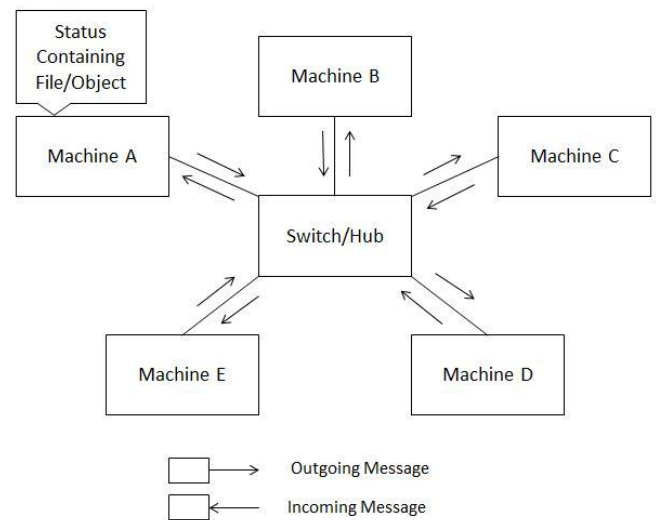 Status
Containing
File/Object
Machine B
Machine A
Machine C
Switch/Hub
Machine E
Machine D
Outgoing Message
Incoming Message